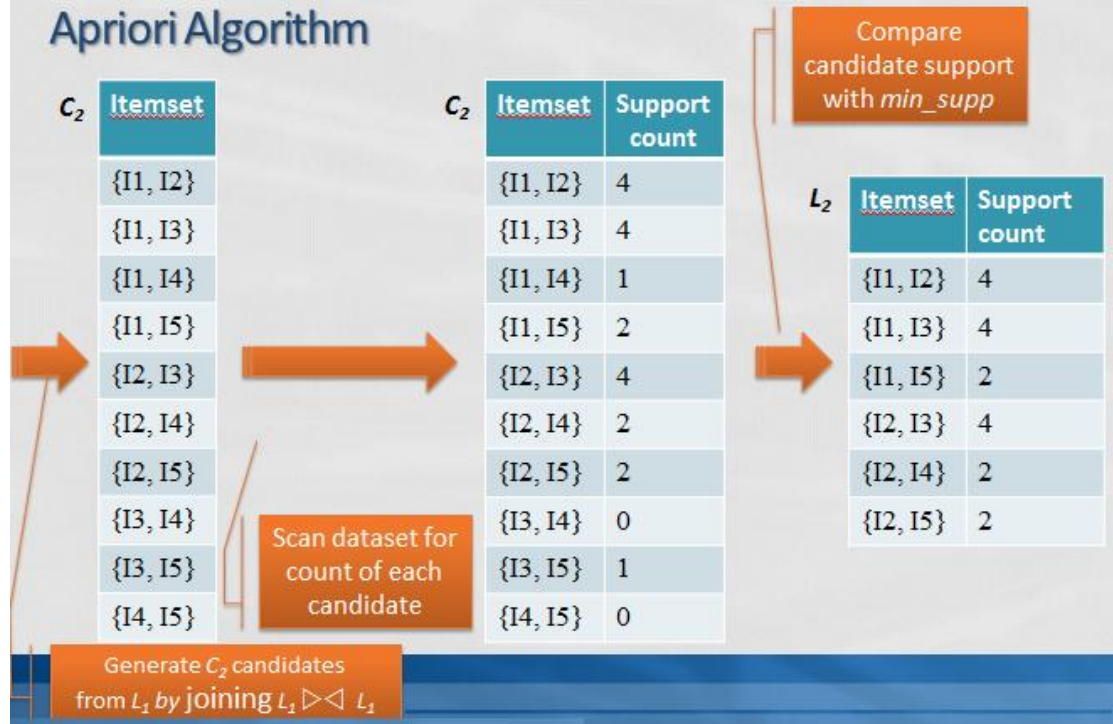 Apriori Algorithm
Compare
candidate support
with min_supp
C₂ Itemset
{I1, I2}
{I1, I3}
{I1, I4}
{I1, I5}
{I2, I3}
{I2, I4}
{I2, I5}
{I3, I4}
{I3, I5}
{I4, I5}
C₂ Itemset Support
count
{I1, I2} 4
{I1, I3} 4
{I1, I4} 1
{I1, I5} 2
{I2, I3} 4
{I2, I4} 2
{I2, I5} 2
{I3, I4} 0
{I3, I5} 1
{I4, I5} 0
L₂ Itemset Support
count
{I1, I2} 4
{I1, I3} 4
{I1, I5} 2
{I2, I3} 4
{I2, I4} 2
{I2, I5} 2
Scan dataset for
count of each
candidate
Generate C₂ candidates
from L₁ by joining L₁ ▷◁ L₁